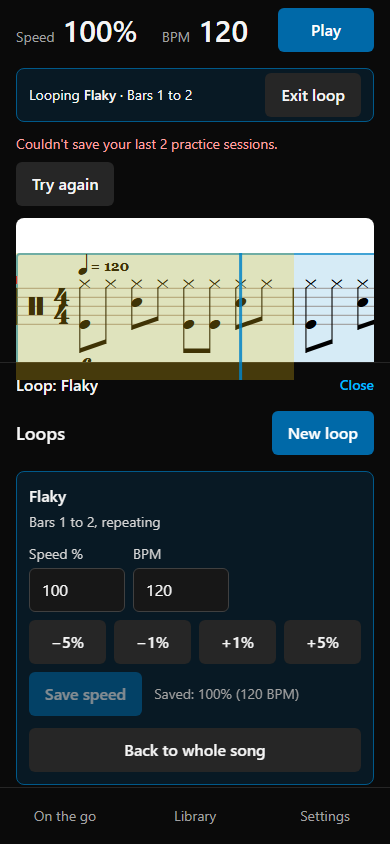 Speed 100% BPM 120 Play
Looping Flaky · Bars 1 to 2 Exit loop
Couldn't save your last 2 practice sessions.
Try again
= 120
4
4
Loop: Flaky Close
Loops New loop
Flaky
Bars 1 to 2, repeating
Speed % BPM
100 120
−5% −1% +1% +5%
Save speed Saved: 100% (120 BPM)
Back to whole song
On the go Library Settings